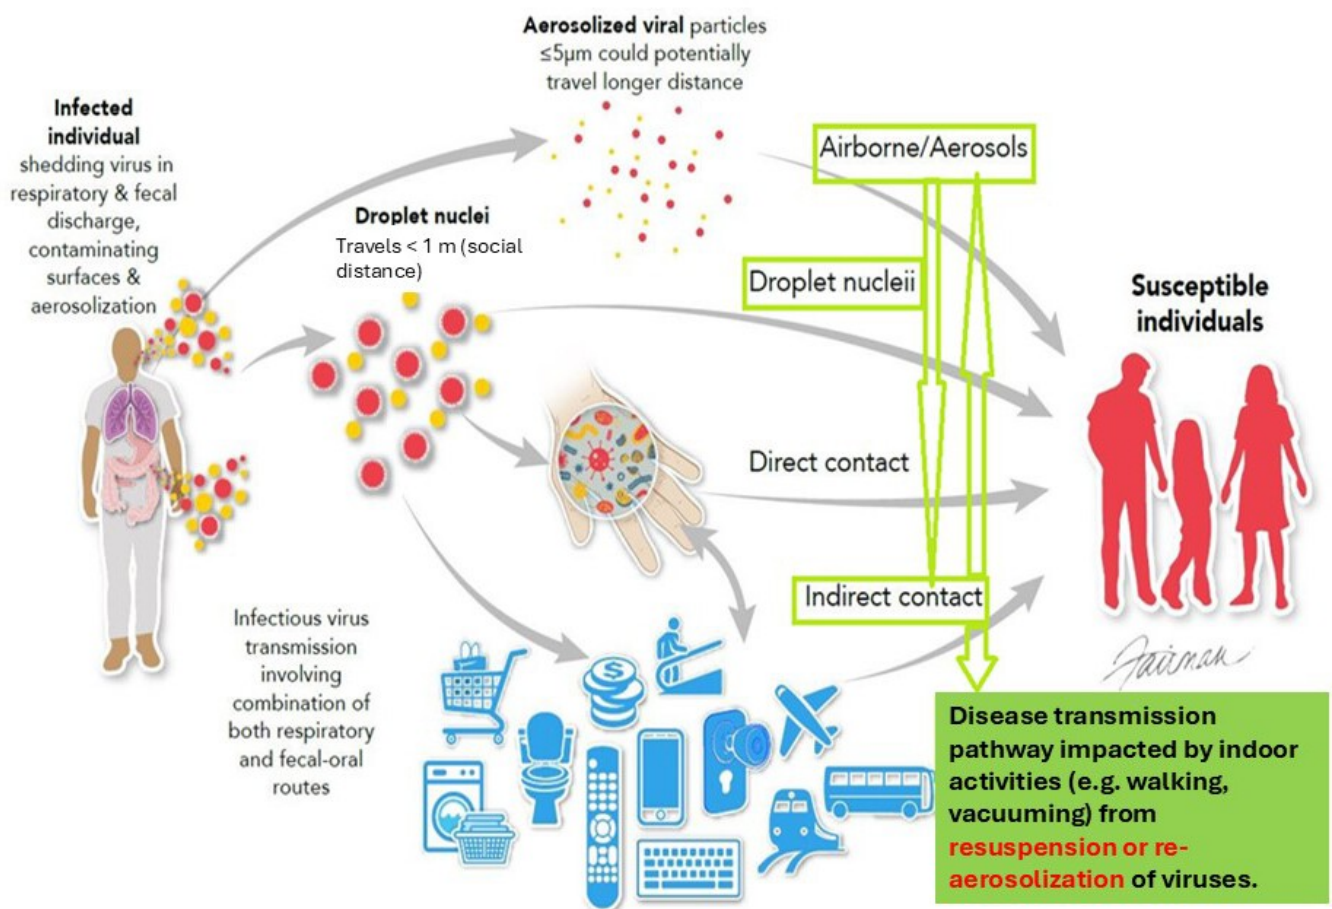 Aerosolized viral particles
≤5µm could potentially
travel longer distance
Infected
individual
shedding virus in
respiratory & fecal
discharge,
contaminating
surfaces &
aerosolization
Droplet nuclei
Travels < 1 m (social
distance)
Airborne/Aerosols
Droplet nucleii
Direct contact
Indirect contact
Susceptible
individuals
Fairman
Infectious virus
transmission
involving
combination of
both respiratory
and fecal-oral
routes
$
Disease transmission
pathway impacted by indoor
activities (e.g. walking,
vacuuming) from
resuspension or re-
aerosolization of viruses.